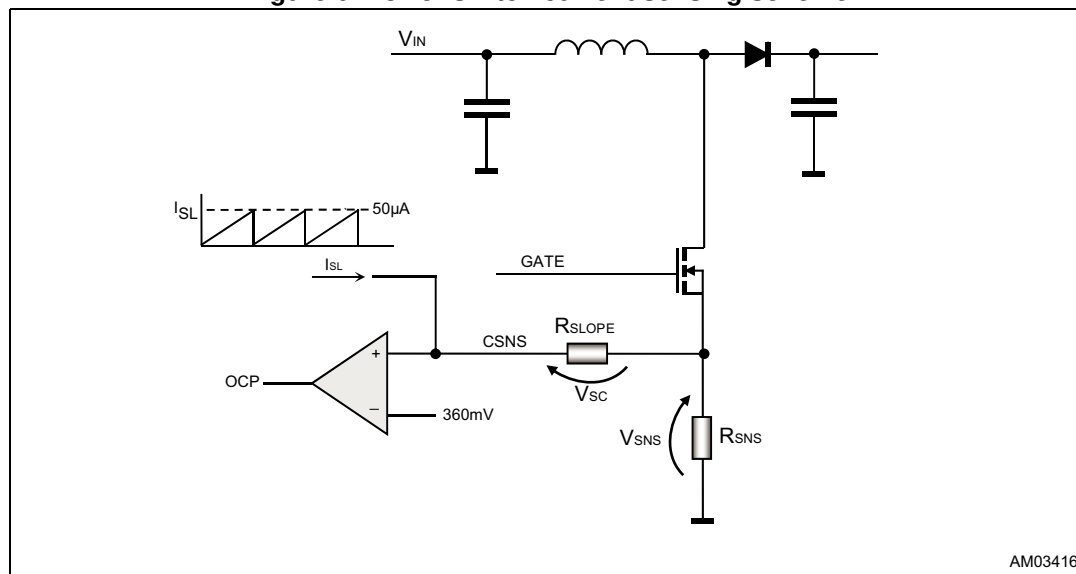 VIN
ISL
50µA
ISL
GATE
RSLOPE
CSNS
+
OCP
VSC
–
360mV
VSNS
RSNS
AM03416